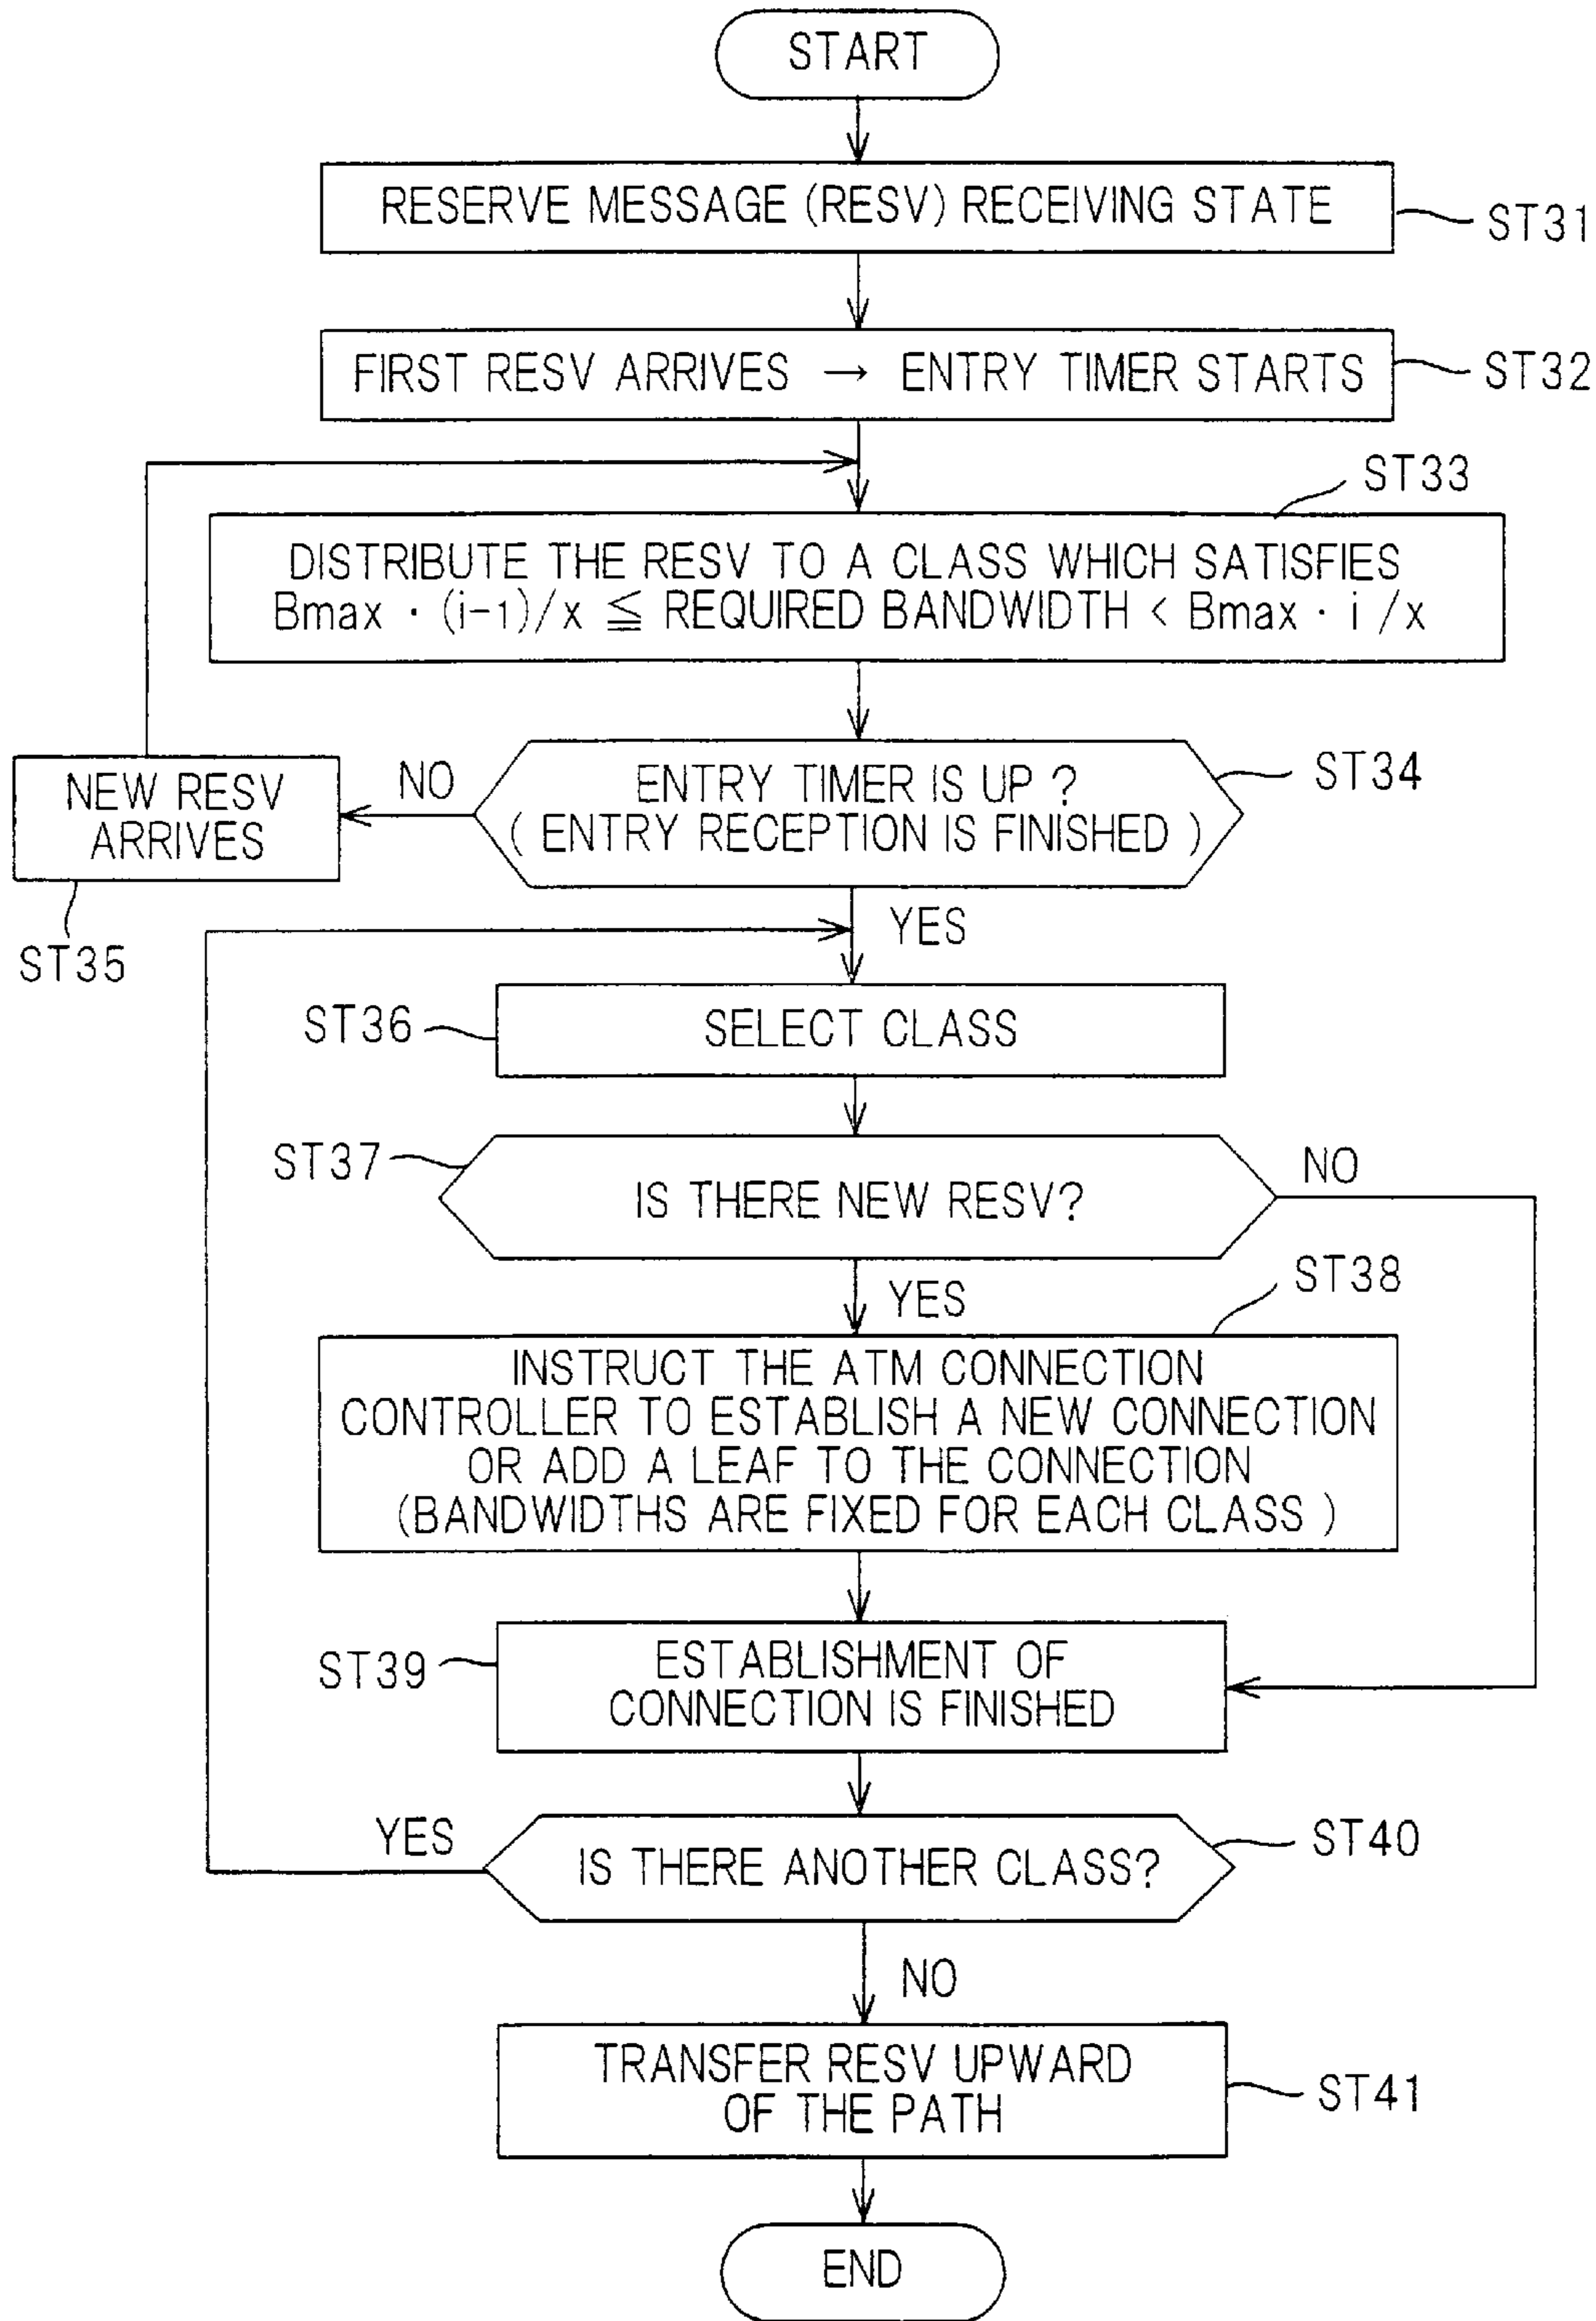 START
RESERVE MESSAGE (RESV) RECEIVING STATE
ST31
FIRST RESV ARRIVES → ENTRY TIMER STARTS
ST32
ST33
DISTRIBUTE THE RESV TO A CLASS WHICH SATISFIES
Bmax · (i-1)/x ≦ REQUIRED BANDWIDTH < Bmax · i /x
ENTRY TIMER IS UP ?
( ENTRY RECEPTION IS FINISHED )
ST34
NO
NEW RESV
ARRIVES
ST35
YES
ST36
SELECT CLASS
ST37
IS THERE NEW RESV?
NO
YES
ST38
INSTRUCT THE ATM CONNECTION
CONTROLLER TO ESTABLISH A NEW CONNECTION
OR ADD A LEAF TO THE CONNECTION
(BANDWIDTHS ARE FIXED FOR EACH CLASS )
ST39
ESTABLISHMENT OF
CONNECTION IS FINISHED
YES
IS THERE ANOTHER CLASS?
ST40
NO
TRANSFER RESV UPWARD
OF THE PATH
ST41
END